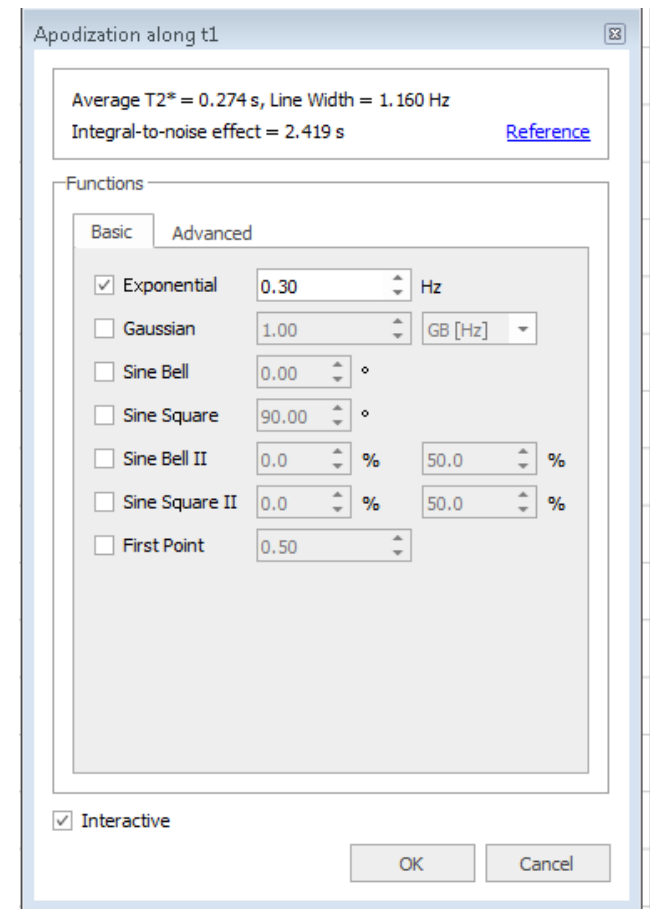 Apodization along t1
Average T2* = 0.274 s, Line Width = 1.160 Hz
Integral-to-noise effect = 2.419 s Reference
Functions
Basic Advanced
Exponential 0.30 Hz
Gaussian 1.00 GB [Hz]
Sine Bell 0.00 °
Sine Square 90.00 °
Sine Bell II 0.0 % 50.0 %
Sine Square II 0.0 % 50.0 %
First Point 0.50
Interactive
OK Cancel